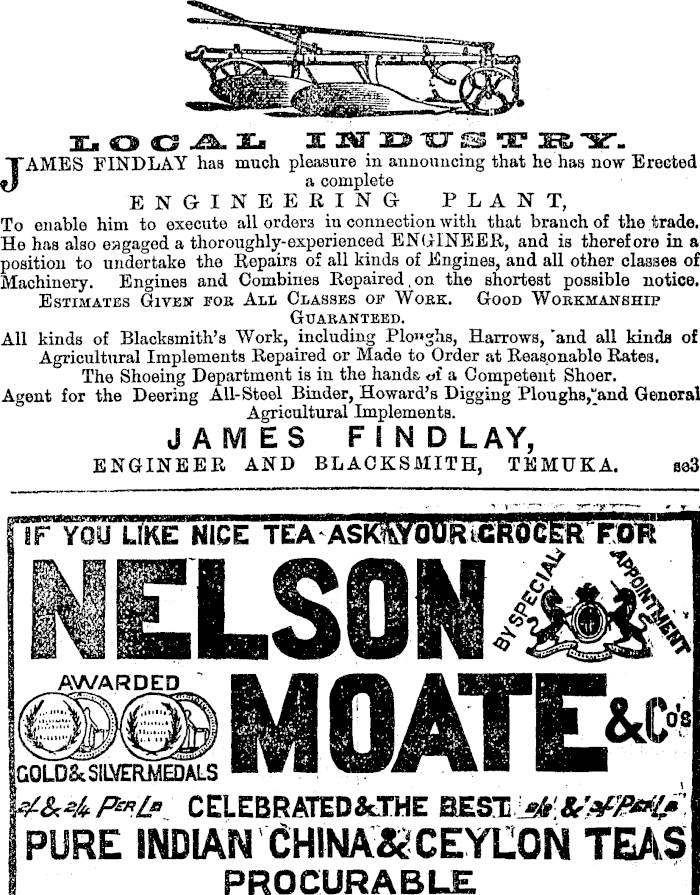 LOCAL INDUSTRY.
JAMES FINDLAY has much pleasure in announcing that he has now Erected
a complete
ENGINEERING PLANT,
To enable him to execute all orders in connection with that branch of the trade.
He has also engaged a thoroughly-experienced ENGINEER, and is therefore in a
position to undertake the Repairs of all kinds of Engines, and all other classes of
Machinery. Engines and Combines Repaired on the shortest possible notice.
ESTIMATES GIVEN FOR ALL CLASSES OF WORK. GOOD WORKMANSHIP
GUARANTEED.
All kinds of Blacksmith's Work, including Ploughs, Harrows, and all kinds of
Agricultural Implements Repaired or Made to Order at Reasonable Rates.
The Shoeing Department is in the hands of a Competent Shoer.
Agent for the Deering All-Steel Binder, Howard's Digging Ploughs, and General
Agricultural Implements.
JAMES FINDLAY,
ENGINEER AND BLACKSMITH, TEMUKA. se3
IF YOU LIKE NICE TEA ASK YOUR GROCER FOR
NELSON
BY SPECIAL APPOINTMENT
AWARDED
GOLD & SILVER MEDALS
MOATE & Co's
2/- & 2/4 PER LB CELEBRATED & THE BEST & PER LB
PURE INDIAN CHINA & CEYLON TEAS
PROCURABLE